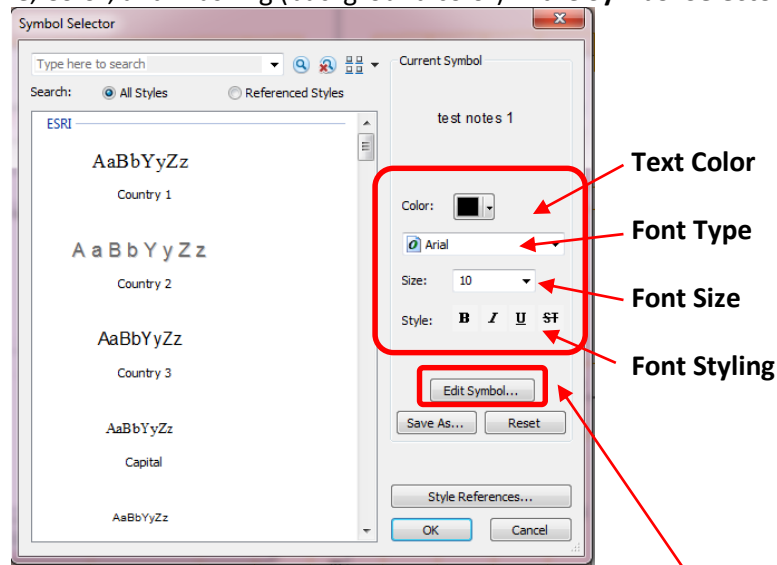 Symbol Selector
Type here to search
Search: All Styles Referenced Styles
ESRI
AaBbYyZz
Country 1
AaBbYyZz
Country 2
AaBbYyZz
Country 3
AaBbYyZz
Capital
AaBbYyZz
Current Symbol
test notes 1
Color:
Arial
Size: 10
Style: B I U ST
Edit Symbol...
Save As... Reset
Style References...
OK Cancel
Text Color
Font Type
Font Size
Font Styling